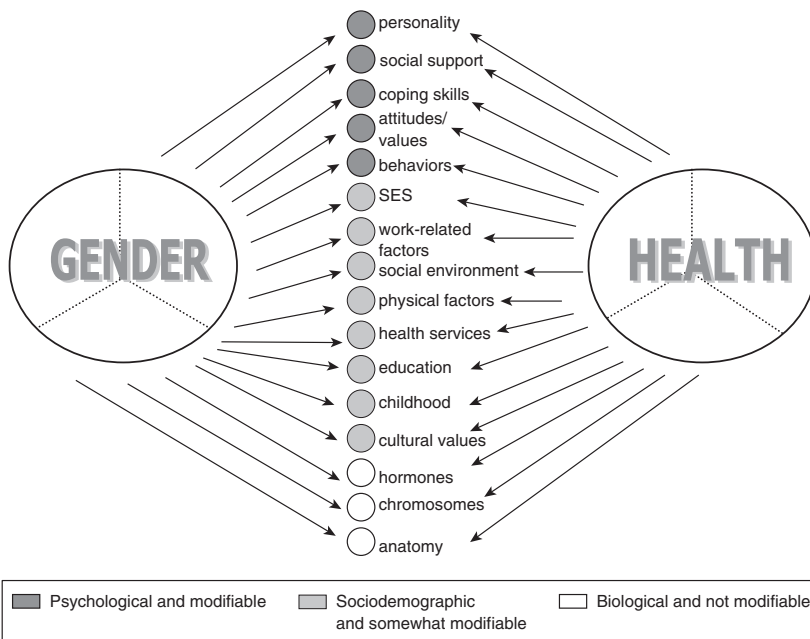 personality
social support
coping skills
attitudes/
values
behaviors
SES
work-related
factors
social environment
physical factors
health services
education
childhood
cultural values
hormones
chromosomes
anatomy
GENDER
HEALTH
Psychological and modifiable
Sociodemographic
and somewhat modifiable
Biological and not modifiable